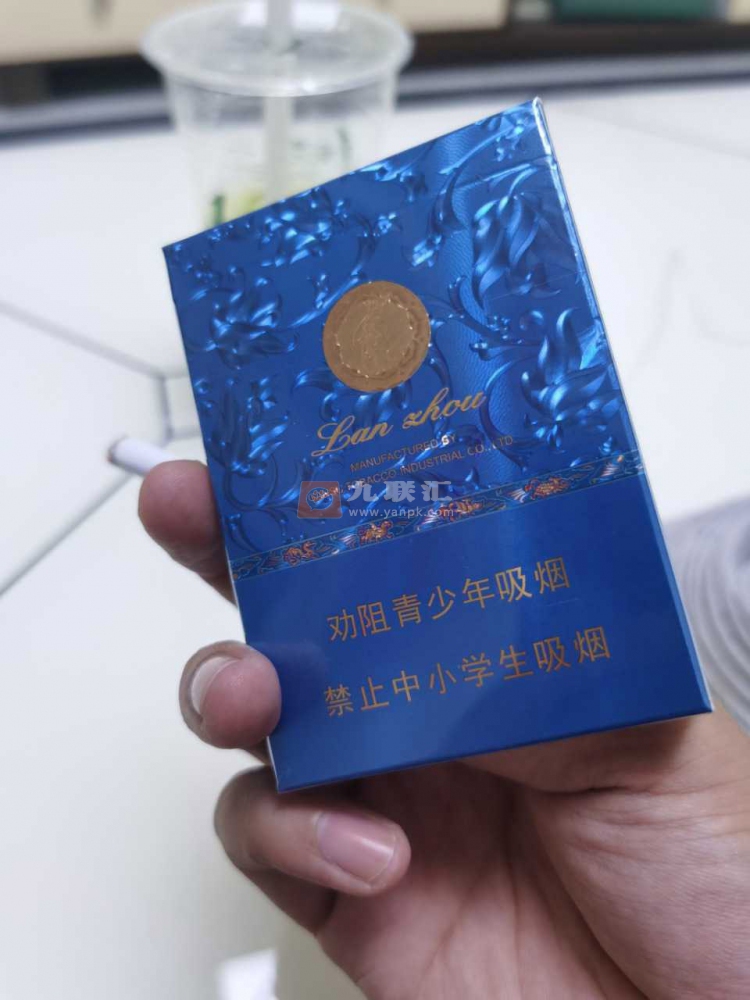 Lan zhou
MANUFACTURED BY
TOBACCO INDUSTRIAL CO., LTD
九联汇
www.yanpk.com
劝阻青少年吸烟
禁止中小学生吸烟